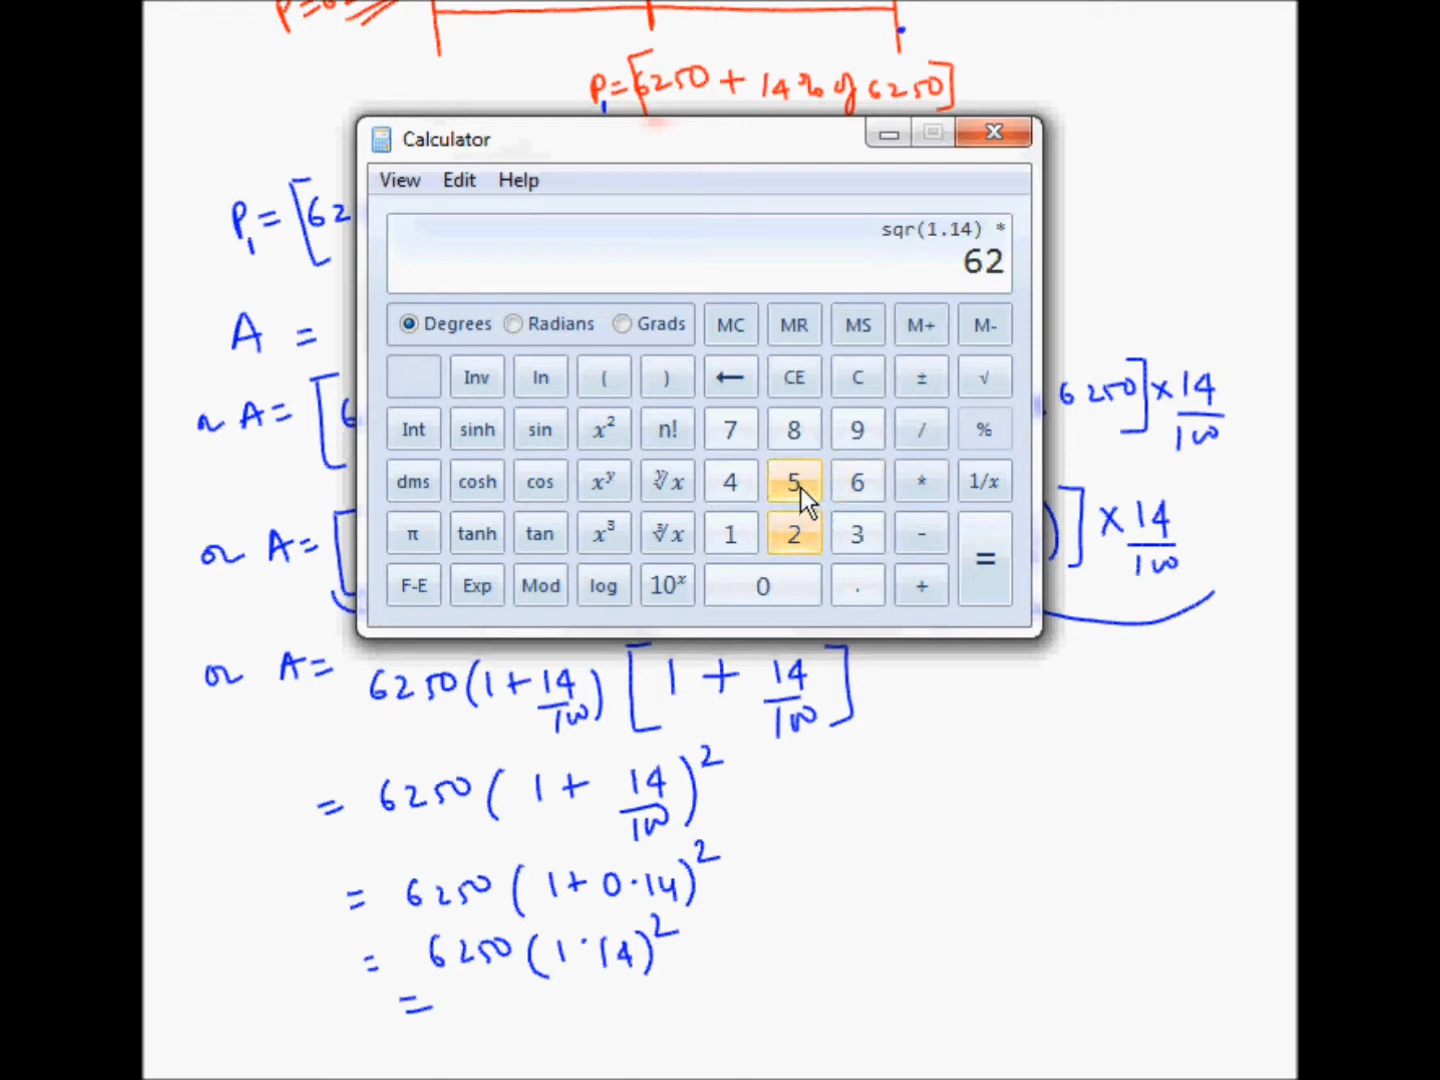 P=6
P₁=[6250 + 14% of 6250]
Calculator
View Edit Help
P₁=[62
sqr(1.14) *
62
A =
Degrees Radians Grads MC MR MS M+ M-
Inv ln ( ) ← CE C ± √
or A=[6 6250]×14/100
Int sinh sin x² n! 7 8 9 / %
dms cosh cos xʸ ʸ√x 4 5 6 * 1/x
or A=[ )]×14/100
π tanh tan x³ ³√x 1 2 3 - =
F-E Exp Mod log 10ˣ 0 . +
or A= 6250(1+14/100)[1 + 14/100]
= 6250(1+ 14/100)²
= 6250(1+0.14)²
= 6250(1.14)²
=